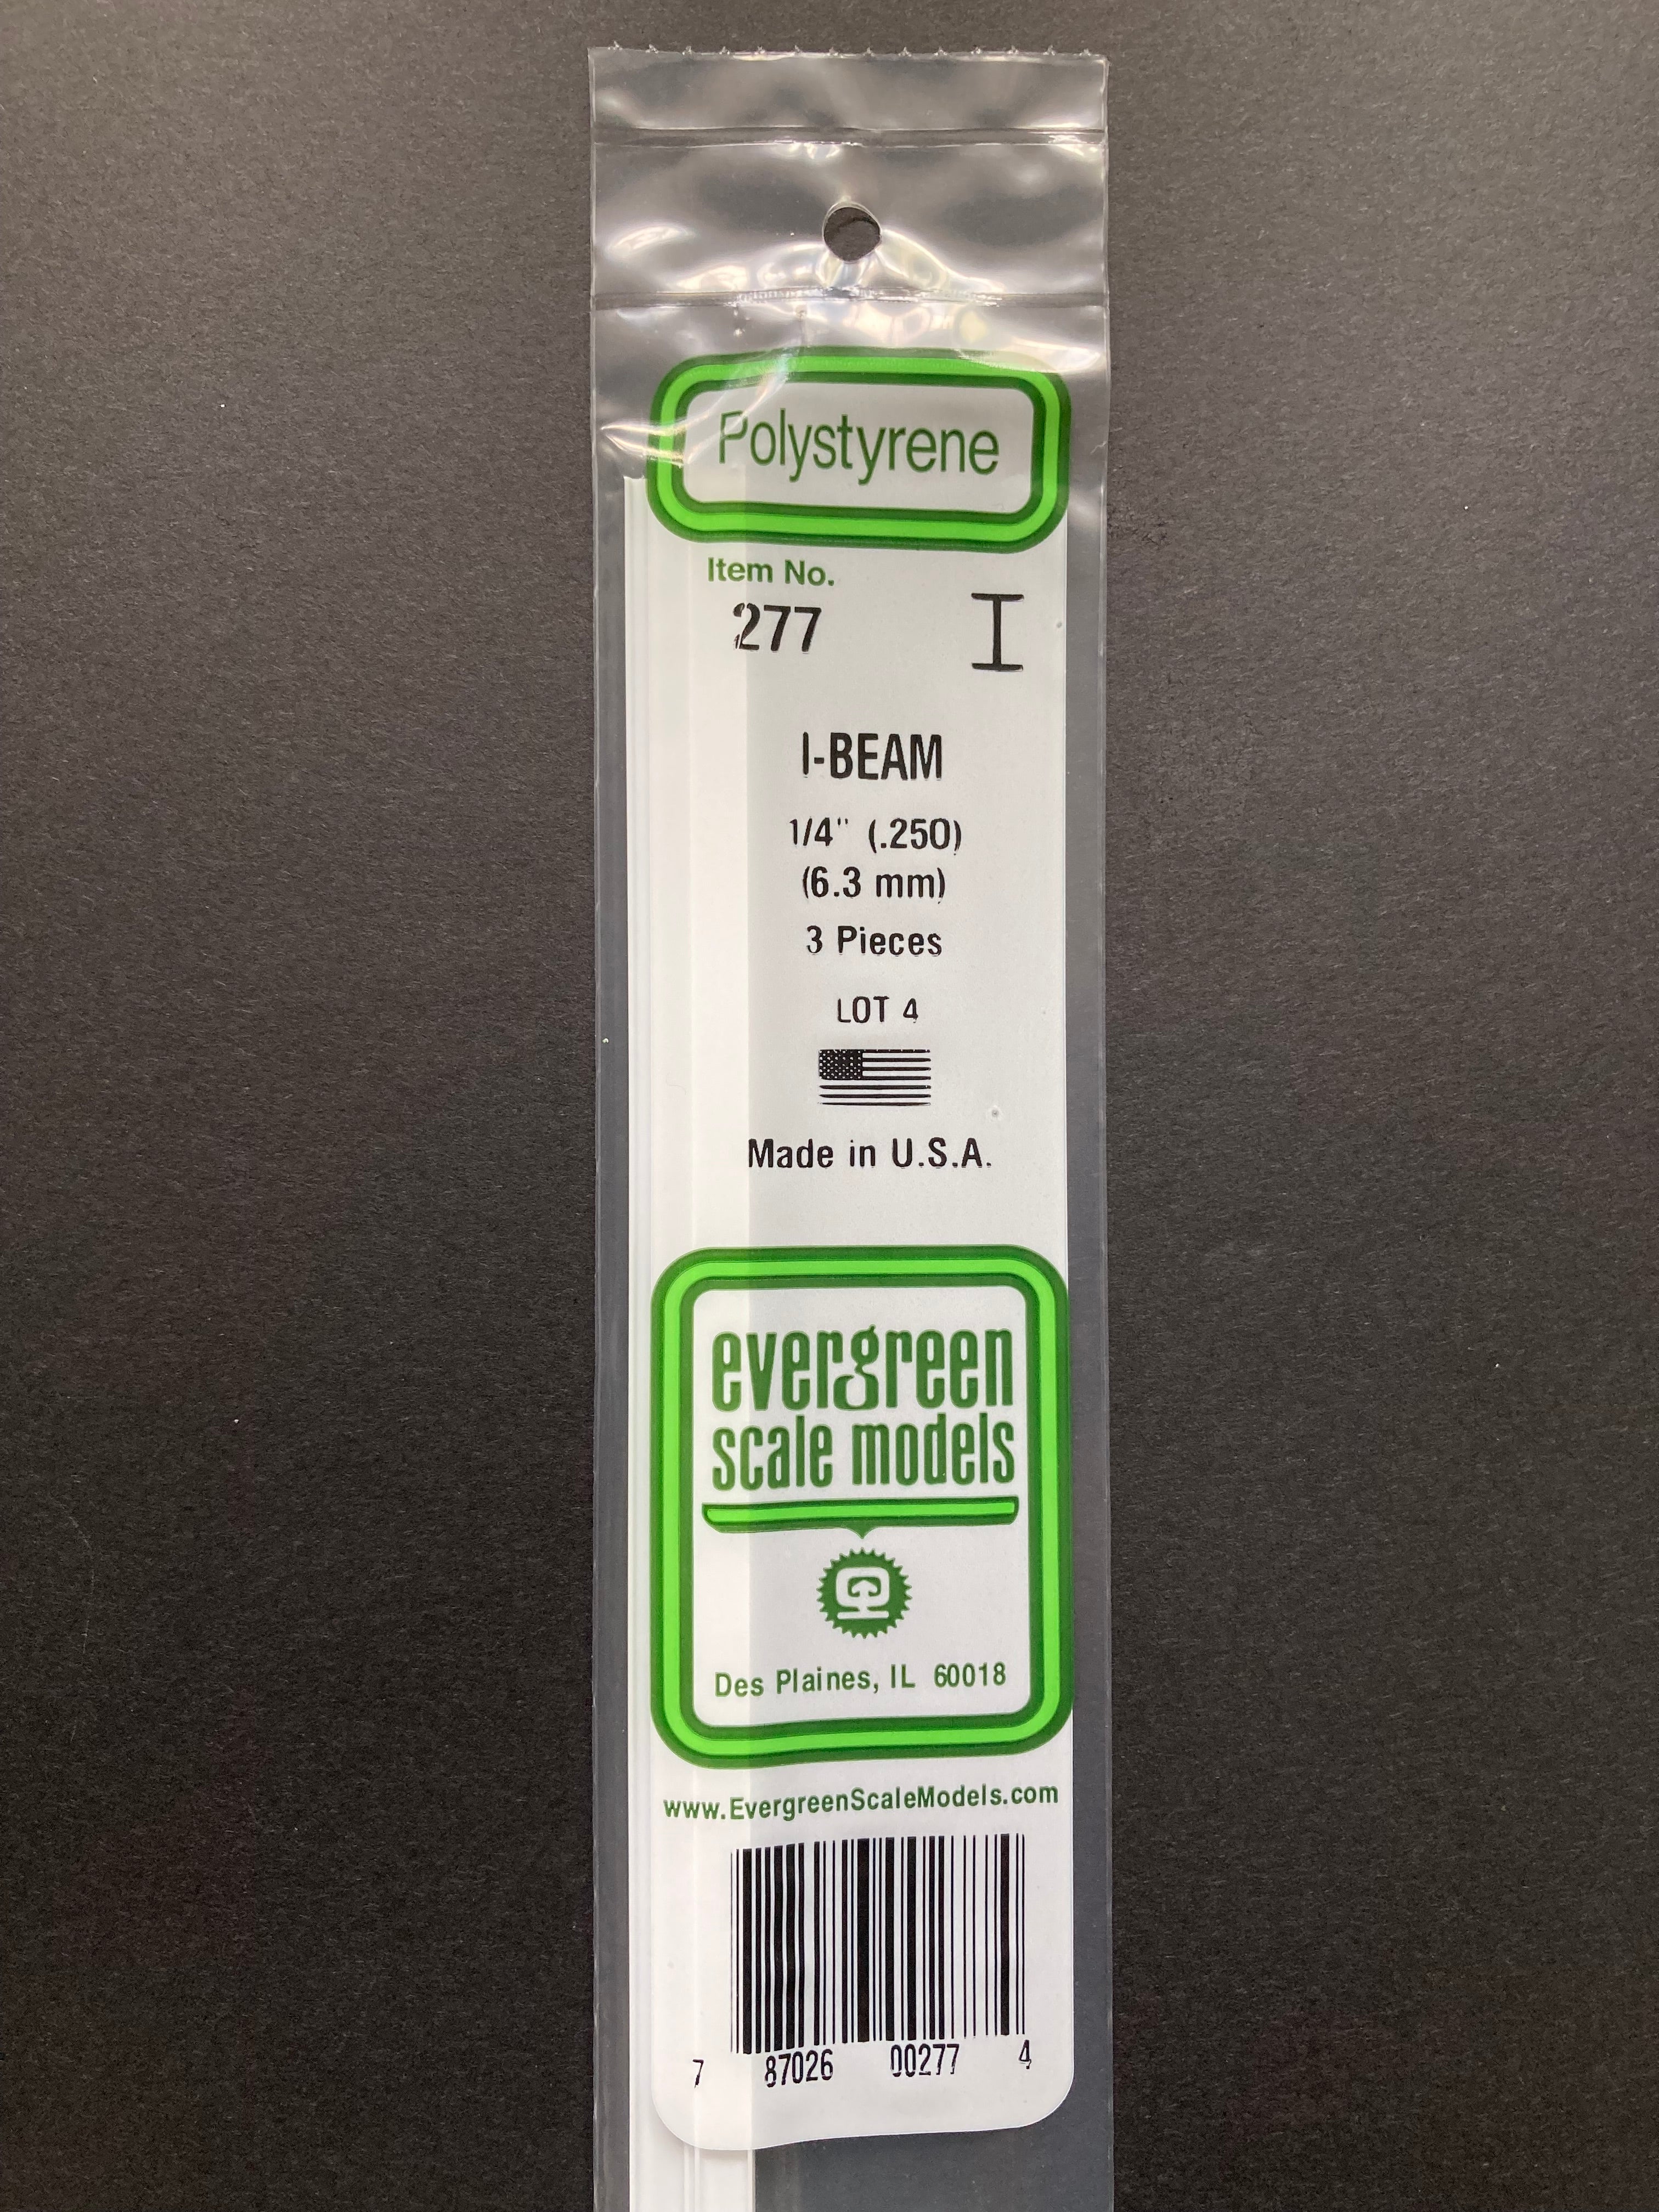 Polystyrene
Item No.
277
I-BEAM
1/4" (.250)
(6.3 mm)
3 Pieces
LOT 4
Made in U.S.A.
evergreen
scale models
Des Plaines, IL 60018
www.EvergreenScaleModels.com
7 87026 00277 4